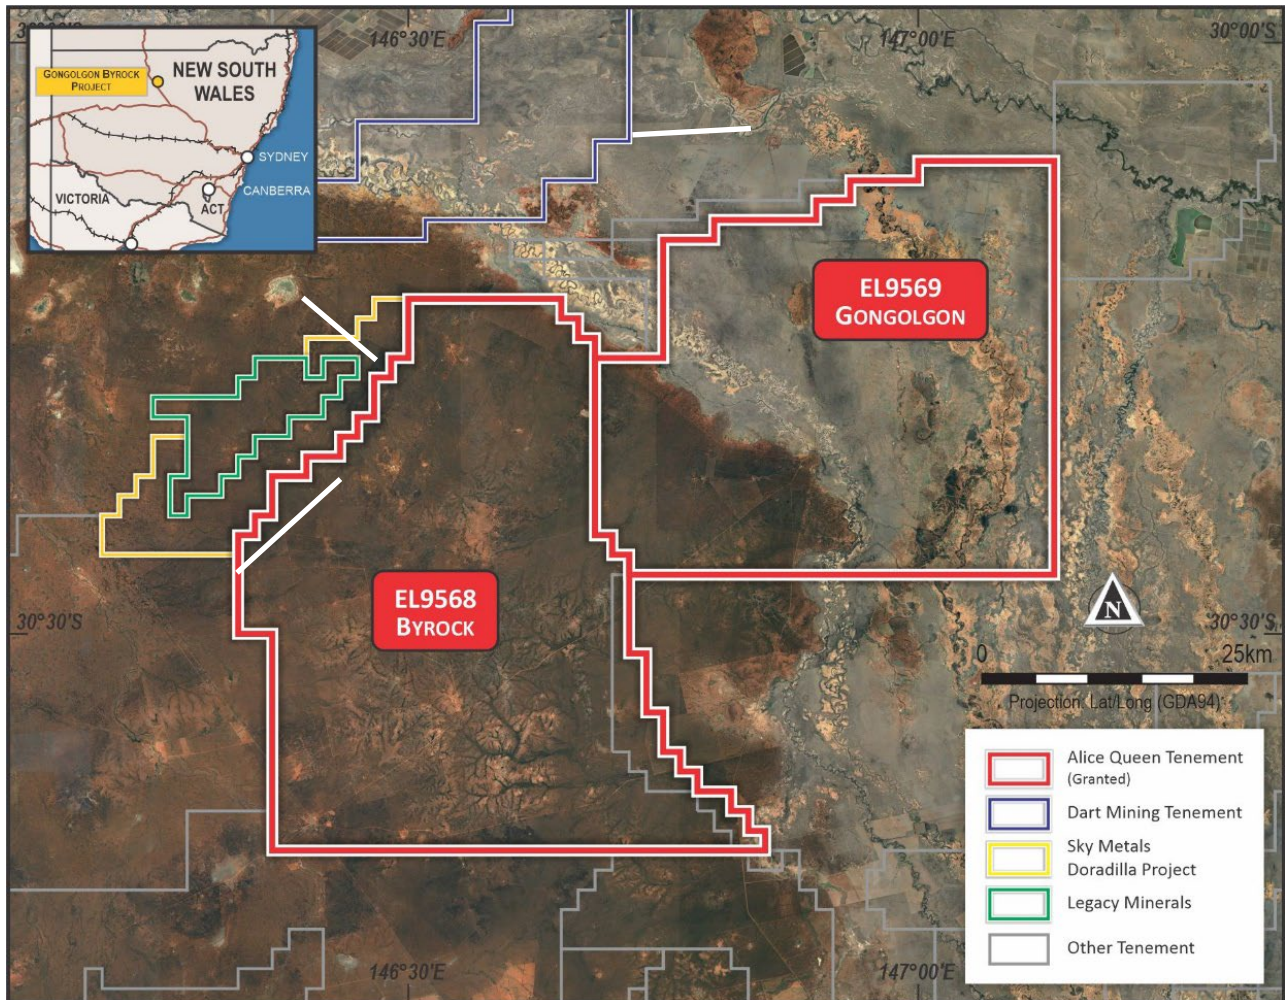 146°30'E
147°00'E
30°00'S
GONGOLGON BYROCK
PROJECT
NEW SOUTH
WALES
SYDNEY
CANBERRA
VICTORIA
ACT
EL9569
GONGOLGON
EL9568
BYROCK
N
30°30'S
30°30'S
0
25km
Projection: Lat/Long (GDA94)
Alice Queen Tenement
(Granted)
Dart Mining Tenement
Sky Metals
Doradilla Project
Legacy Minerals
Other Tenement
146°30'E
147°00'E